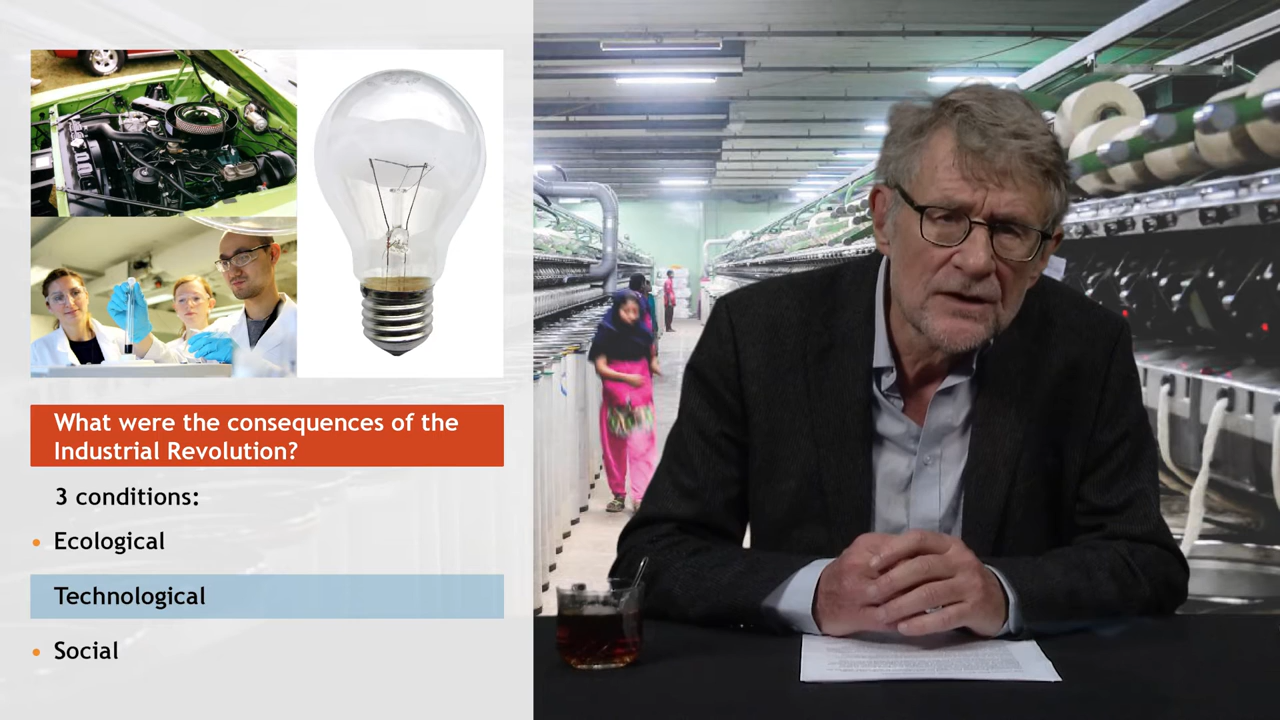 What were the consequences of the
Industrial Revolution?
3 conditions:
• Ecological
Technological
• Social